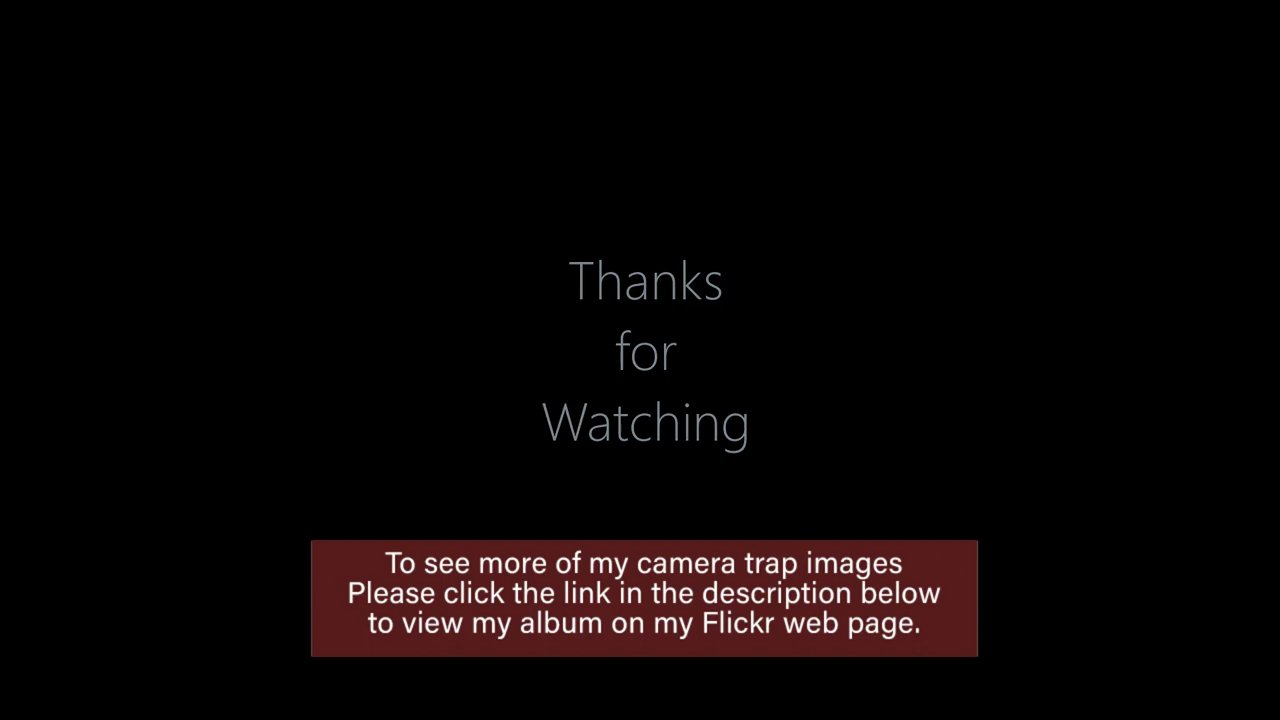 Thanks
for
Watching
To see more of my camera trap images
Please click the link in the description below
to view my album on my Flickr web page.